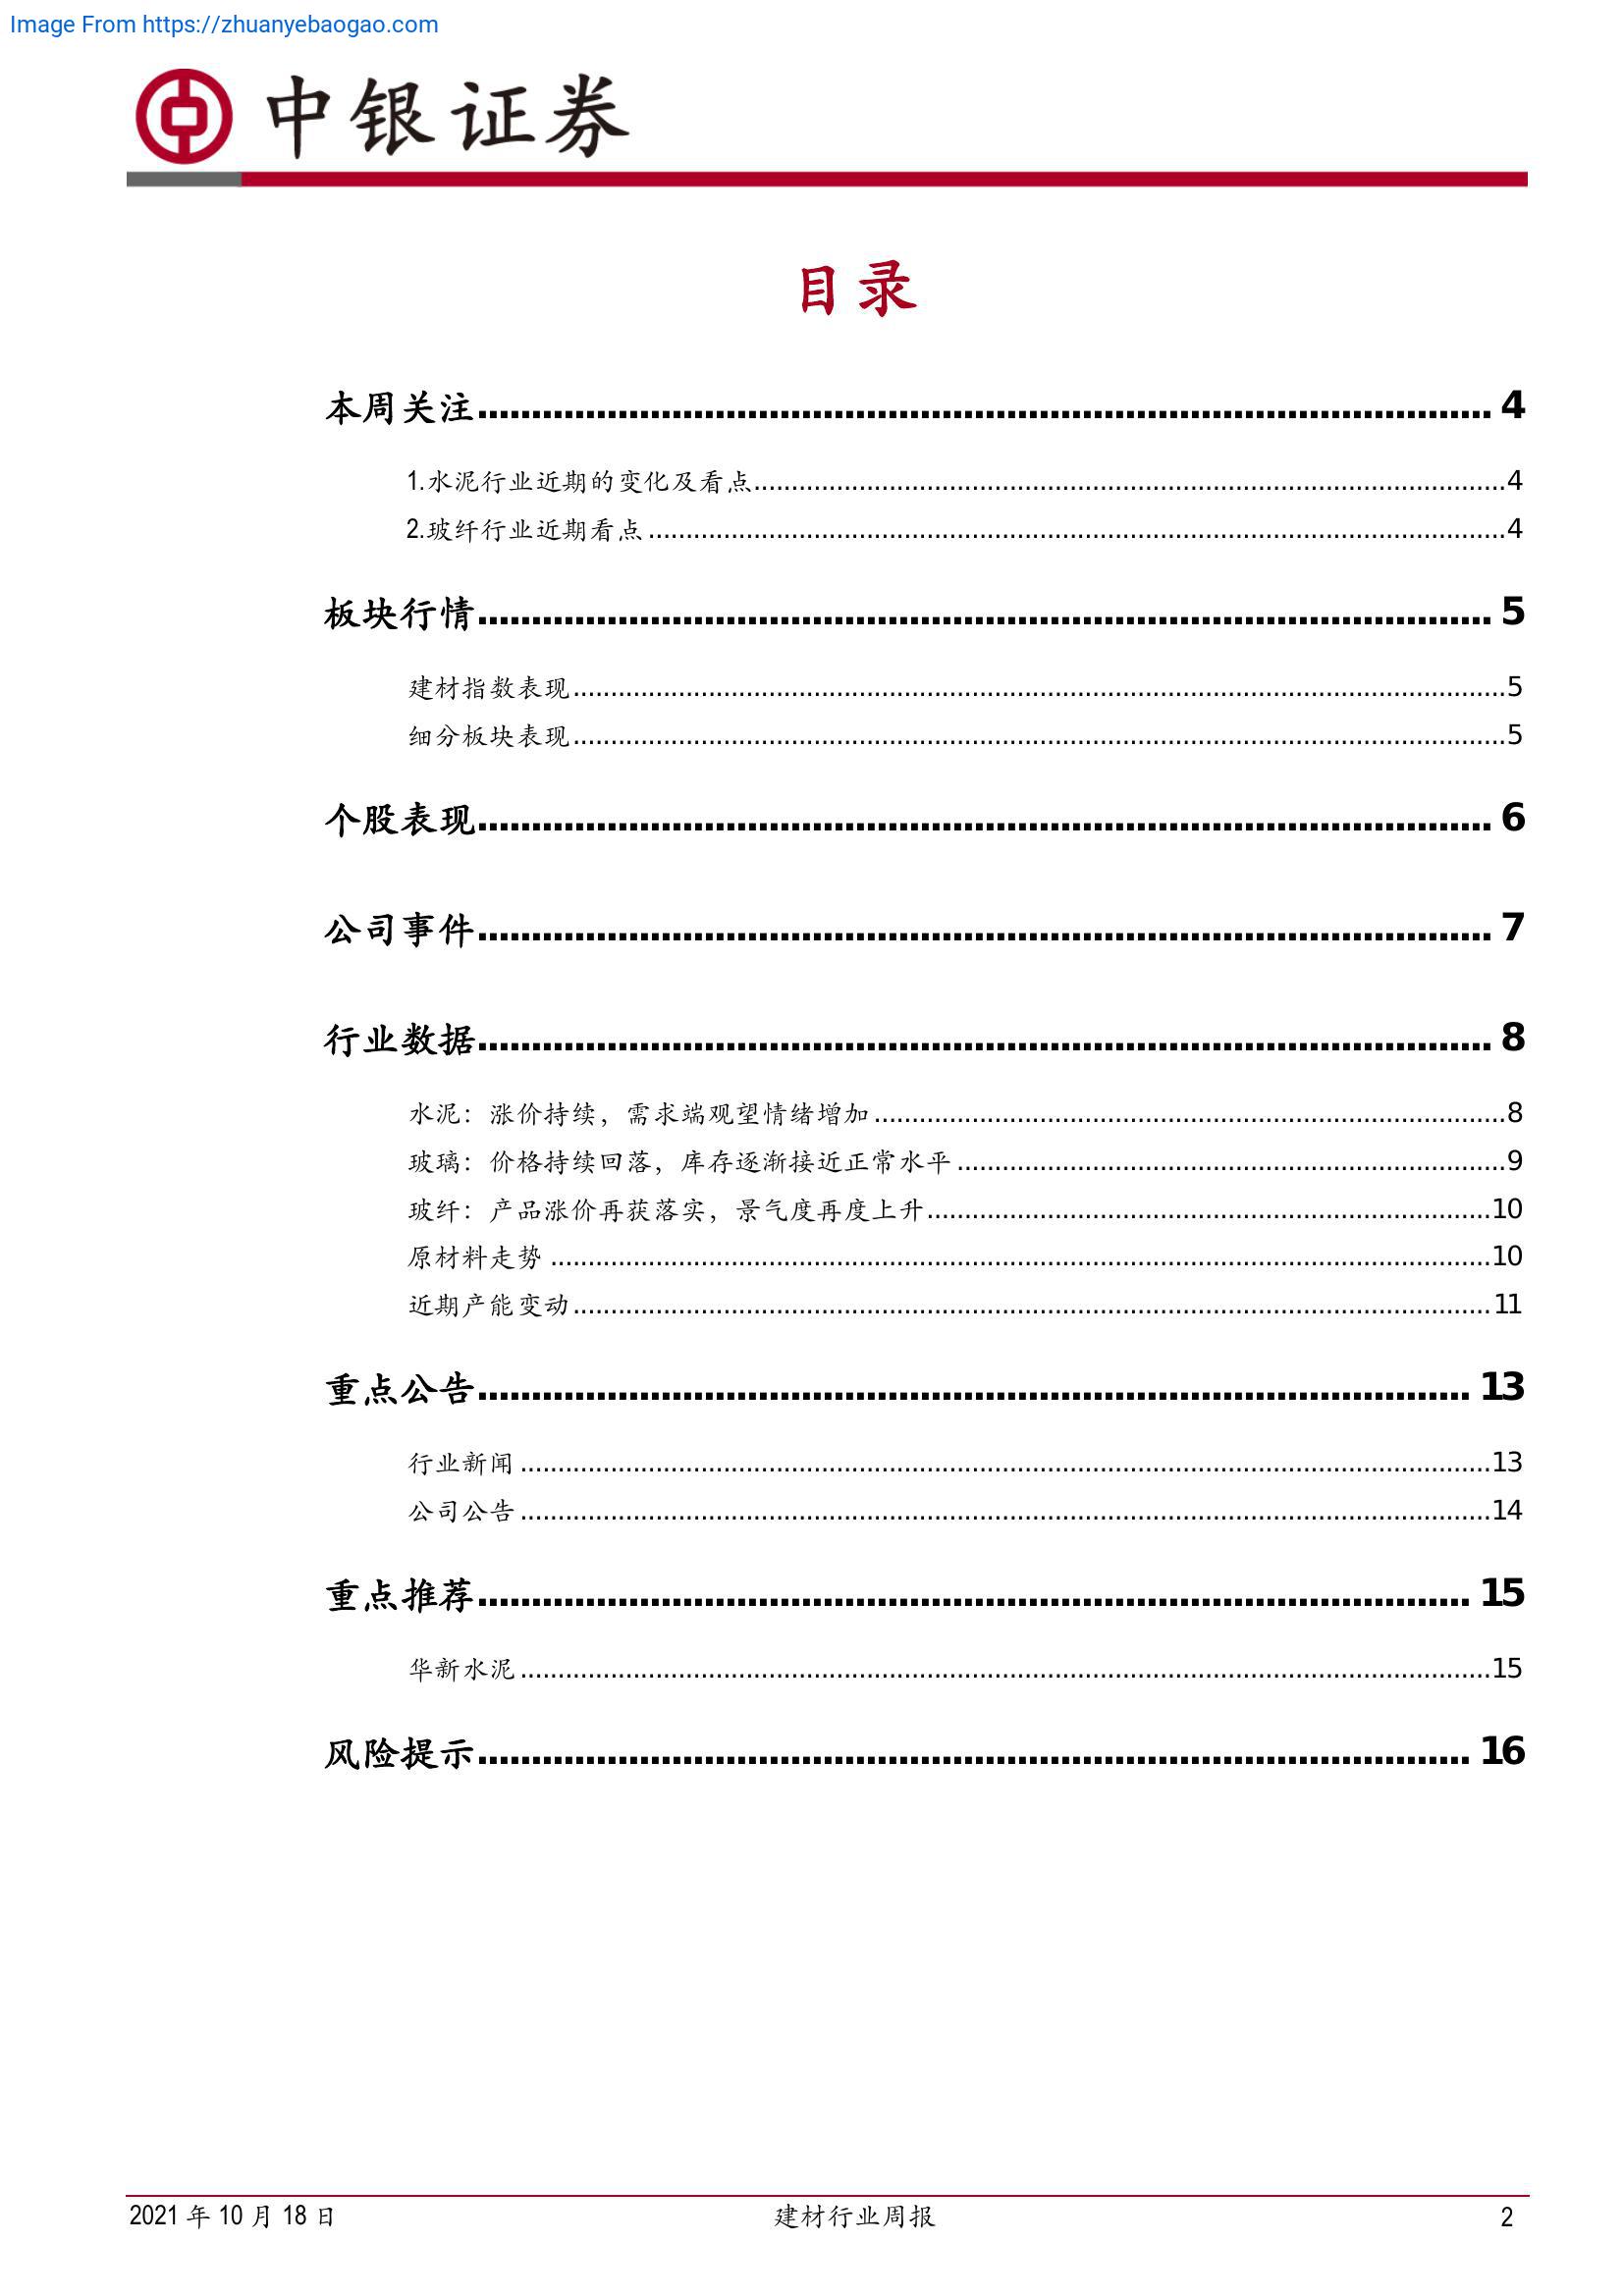 Image From https://zhuanyebaogao.com
中银证券
目录
本周关注 4
1.水泥行业近期的变化及看点 4
2.玻纤行业近期看点 4
板块行情 5
建材指数表现 5
细分板块表现 5
个股表现 6
公司事件 7
行业数据 8
水泥：涨价持续，需求端观望情绪增加 8
玻璃：价格持续回落，库存逐渐接近正常水平 9
玻纤：产品涨价再获落实，景气度再度上升 10
原材料走势 10
近期产能变动 11
重点公告 13
行业新闻 13
公司公告 14
重点推荐 15
华新水泥 15
风险提示 16
2021 年 10 月 18 日 建材行业周报 2